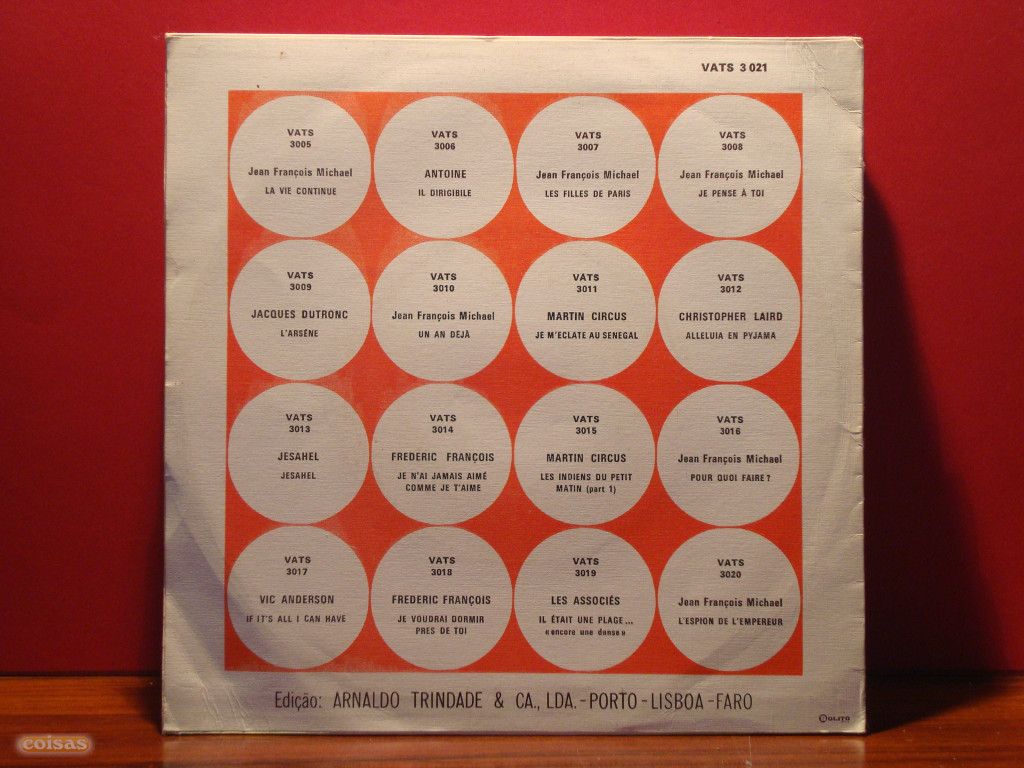 VATS 3 021
VATS
3005
Jean François Michael
LA VIE CONTINUE
VATS
3006
ANTOINE
IL DIRIGIBILE
VATS
3007
Jean François Michael
LES FILLES DE PARIS
VATS
3008
Jean François Michael
JE PENSE À TOI
VATS
3009
JACQUES DUTRONC
L'ARSÉNE
VATS
3010
Jean François Michael
UN AN DEJÀ
VATS
3011
MARTIN CIRCUS
JE M'ECLATE AU SENEGAL
VATS
3012
CHRISTOPHER LAIRD
ALLELUIA EN PYJAMA
VATS
3013
JESAHEL
JESAHEL
VATS
3014
FREDERIC FRANÇOIS
JE N'AI JAMAIS AIMÉ
COMME JE T'AIME
VATS
3015
MARTIN CIRCUS
LES INDIENS DU PETIT
MATIN (part 1)
VATS
3016
Jean François Michael
POUR QUOI FAIRE?
VATS
3017
VIC ANDERSON
IF IT'S ALL I CAN HAVE
VATS
3018
FREDERIC FRANÇOIS
JE VOUDRAI DORMIR
PRES DE TOI
VATS
3019
LES ASSOCIÉS
IL ÉTAIT UNE PLAGE...
«encore une danse»
VATS
3020
Jean François Michael
L'ESPION DE L'EMPEREUR
Edição: ARNALDO TRINDADE & CA., LDA.-PORTO-LISBOA-FARO
coisas